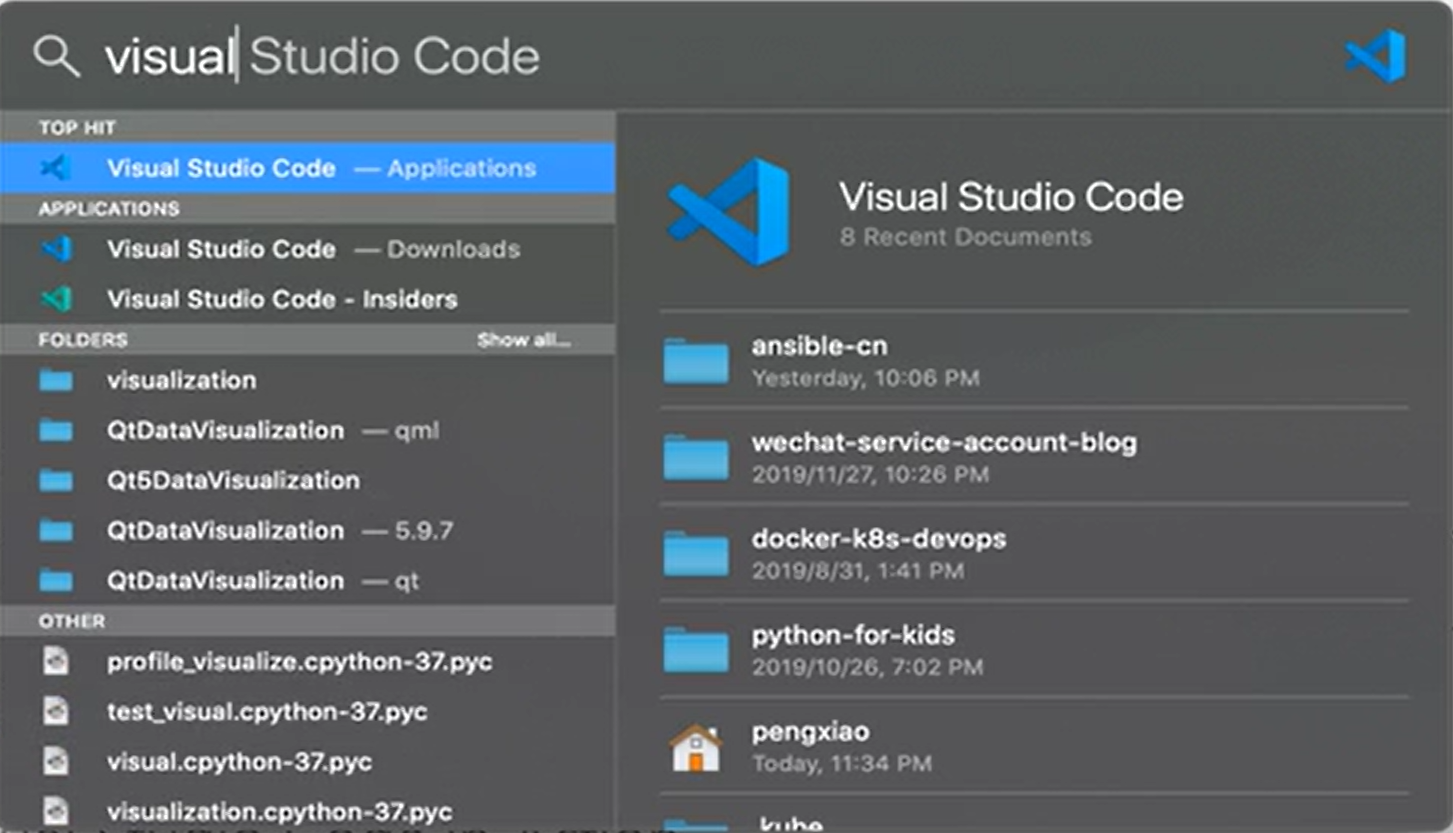 visual Studio Code
TOP HIT
Visual Studio Code — Applications
APPLICATIONS
Visual Studio Code — Downloads
Visual Studio Code - Insiders
FOLDERS Show all...
visualization
QtDataVisualization — qml
Qt5DataVisualization
QtDataVisualization — 5.9.7
QtDataVisualization — qt
OTHER
profile_visualize.cpython-37.pyc
test_visual.cpython-37.pyc
visual.cpython-37.pyc
visualization.cpython-37.pyc
Visual Studio Code
8 Recent Documents
ansible-cn
Yesterday, 10:06 PM
wechat-service-account-blog
2019/11/27, 10:26 PM
docker-k8s-devops
2019/8/31, 1:41 PM
python-for-kids
2019/10/26, 7:02 PM
pengxiao
Today, 11:34 PM
.kube